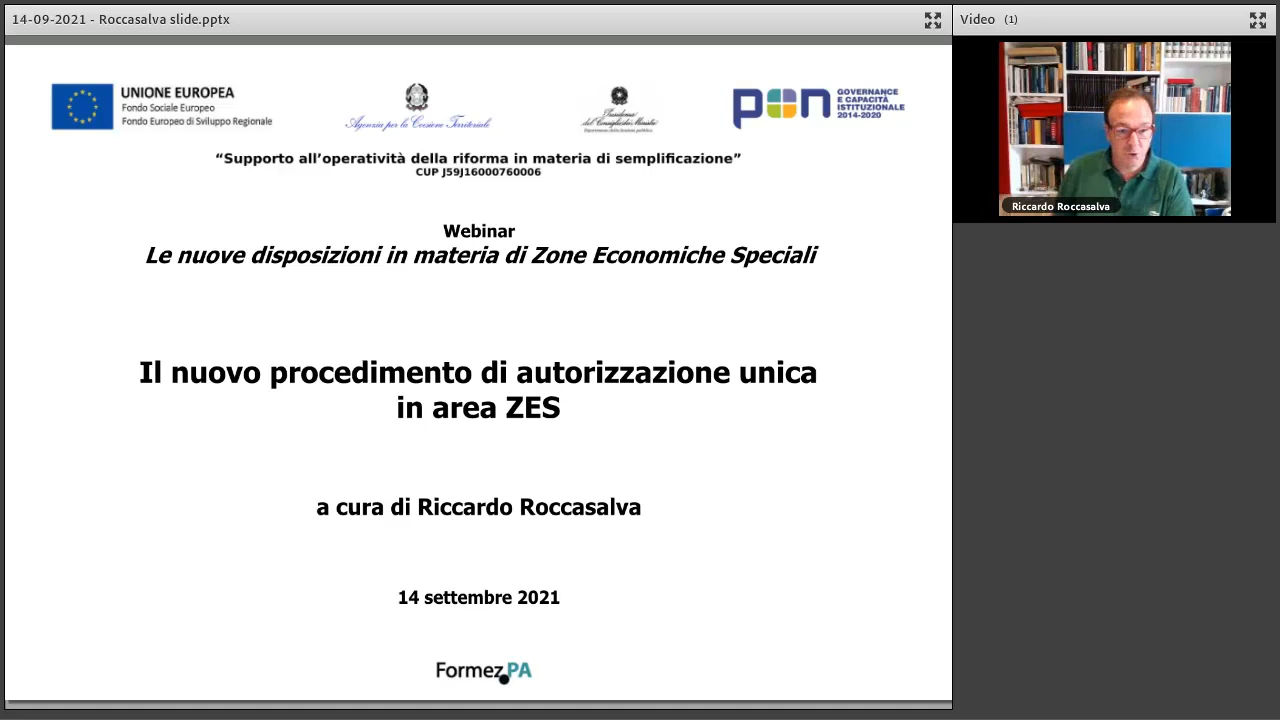 14-09-2021 - Roccasalva slide.pptx
Video (1)
UNIONE EUROPEA
Fondo Sociale Europeo
Fondo Europeo di Sviluppo Regionale
Agenzia per la Coesione Territoriale
Presidenza
del Consiglio dei Ministri
Dipartimento della funzione pubblica
pon
GOVERNANCE
E CAPACITÀ
ISTITUZIONALE
2014-2020
“Supporto all’operatività della riforma in materia di semplificazione”
CUP J59J16000760006
Webinar
Le nuove disposizioni in materia di Zone Economiche Speciali
Il nuovo procedimento di autorizzazione unica
in area ZES
a cura di Riccardo Roccasalva
14 settembre 2021
Formez PA
Riccardo Roccasalva